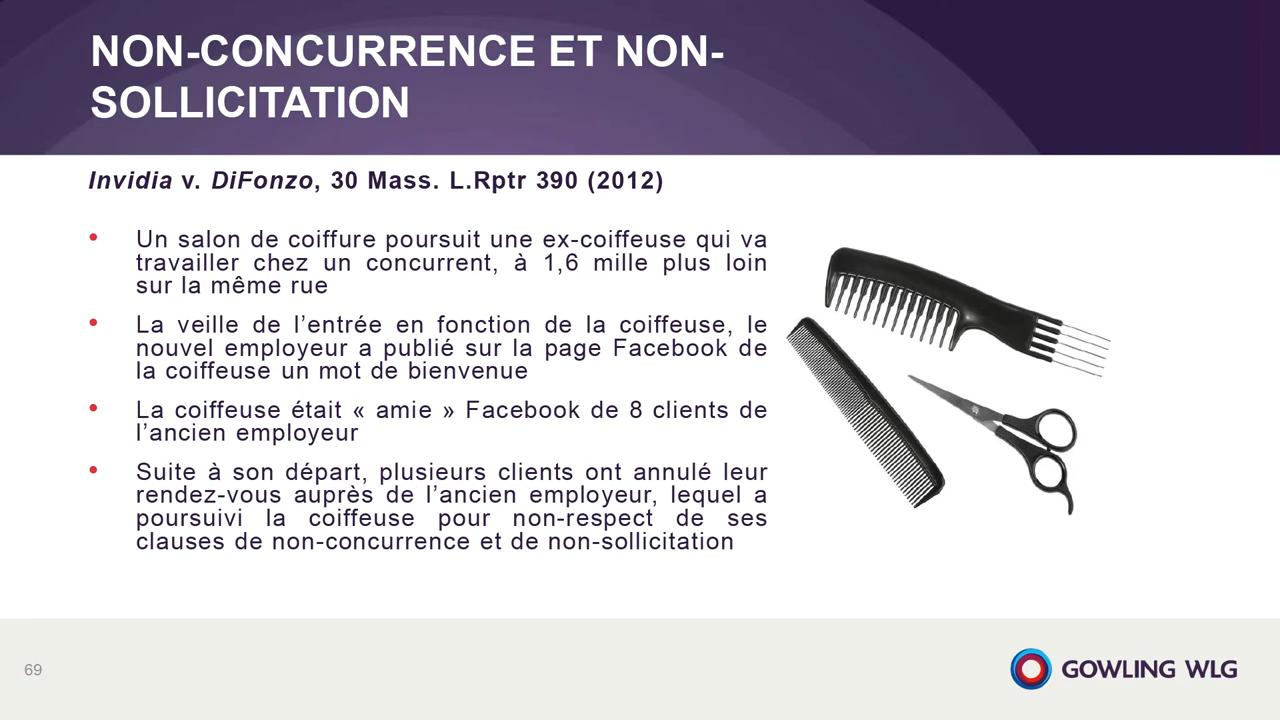 NON-CONCURRENCE ET NON-
SOLLICITATION
Invidia v. DiFonzo, 30 Mass. L.Rptr 390 (2012)
• Un salon de coiffure poursuit une ex-coiffeuse qui va
travailler chez un concurrent, à 1,6 mille plus loin
sur la même rue
• La veille de l’entrée en fonction de la coiffeuse, le
nouvel employeur a publié sur la page Facebook de
la coiffeuse un mot de bienvenue
• La coiffeuse était « amie » Facebook de 8 clients de
l’ancien employeur
• Suite à son départ, plusieurs clients ont annulé leur
rendez-vous auprès de l’ancien employeur, lequel a
poursuivi la coiffeuse pour non-respect de ses
clauses de non-concurrence et de non-sollicitation
69
GOWLING WLG